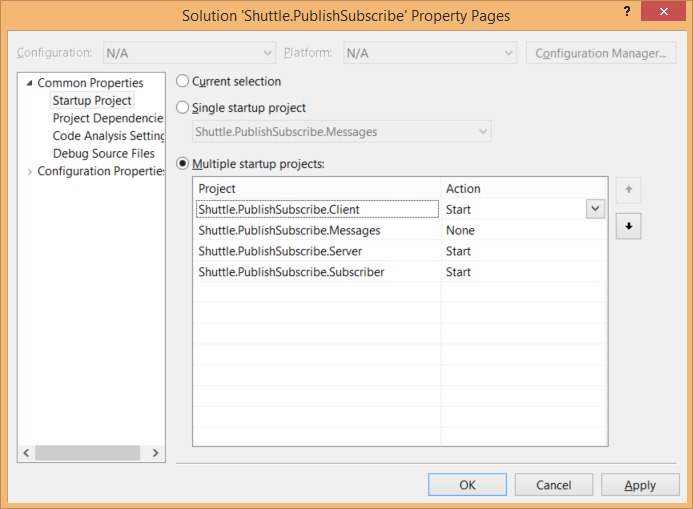 Solution 'Shuttle.PublishSubscribe' Property Pages
?
Configuration: N/A Platform: N/A Configuration Manager...
Common Properties
Startup Project
Project Dependencie
Code Analysis Setting
Debug Source Files
Configuration Propertie
Current selection
Single startup project
Shuttle.PublishSubscribe.Messages
Multiple startup projects:
Project Action
Shuttle.PublishSubscribe.Client Start
Shuttle.PublishSubscribe.Messages None
Shuttle.PublishSubscribe.Server Start
Shuttle.PublishSubscribe.Subscriber Start
OK Cancel Apply